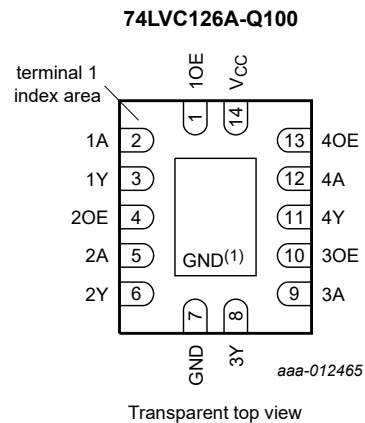 74LVC126A-Q100
terminal 1
index area
1OE
VCC
1
14
1A 2
13 4OE
1Y 3
12 4A
2OE 4
11 4Y
2A 5
10 3OE
2Y 6
9 3A
GND(1)
7
8
GND
3Y
aaa-012465
Transparent top view